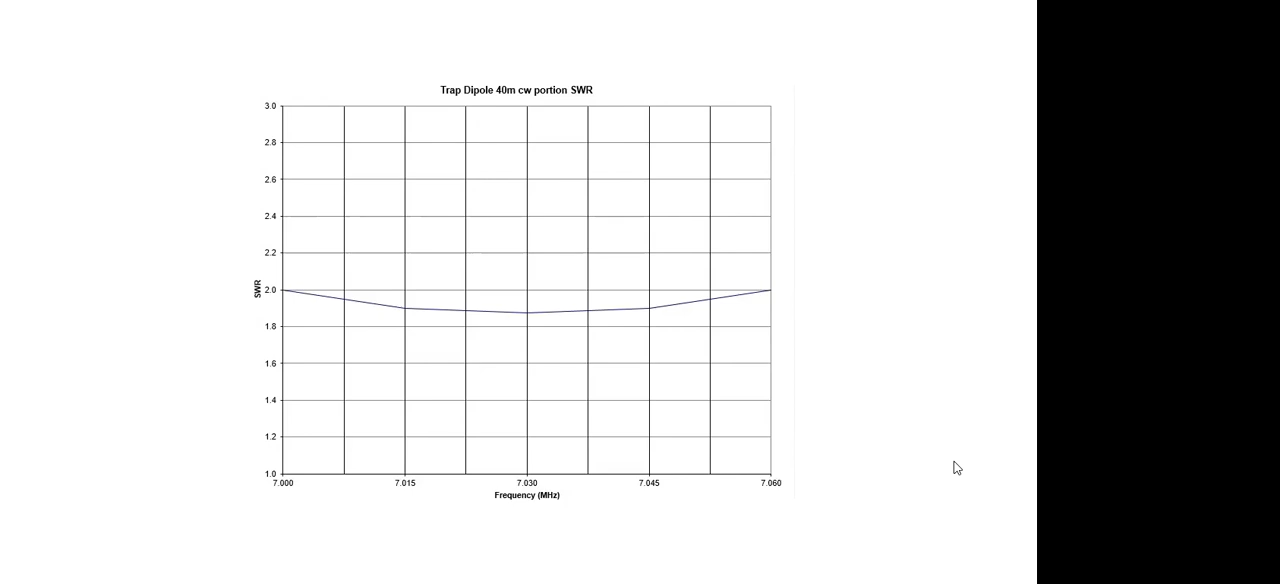 Trap Dipole 40m cw portion SWR
3.0
2.8
2.6
2.4
2.2
2.0
SWR
1.8
1.6
1.4
1.2
1.0
7.000 7.015 7.030 7.045 7.060
Frequency (MHz)